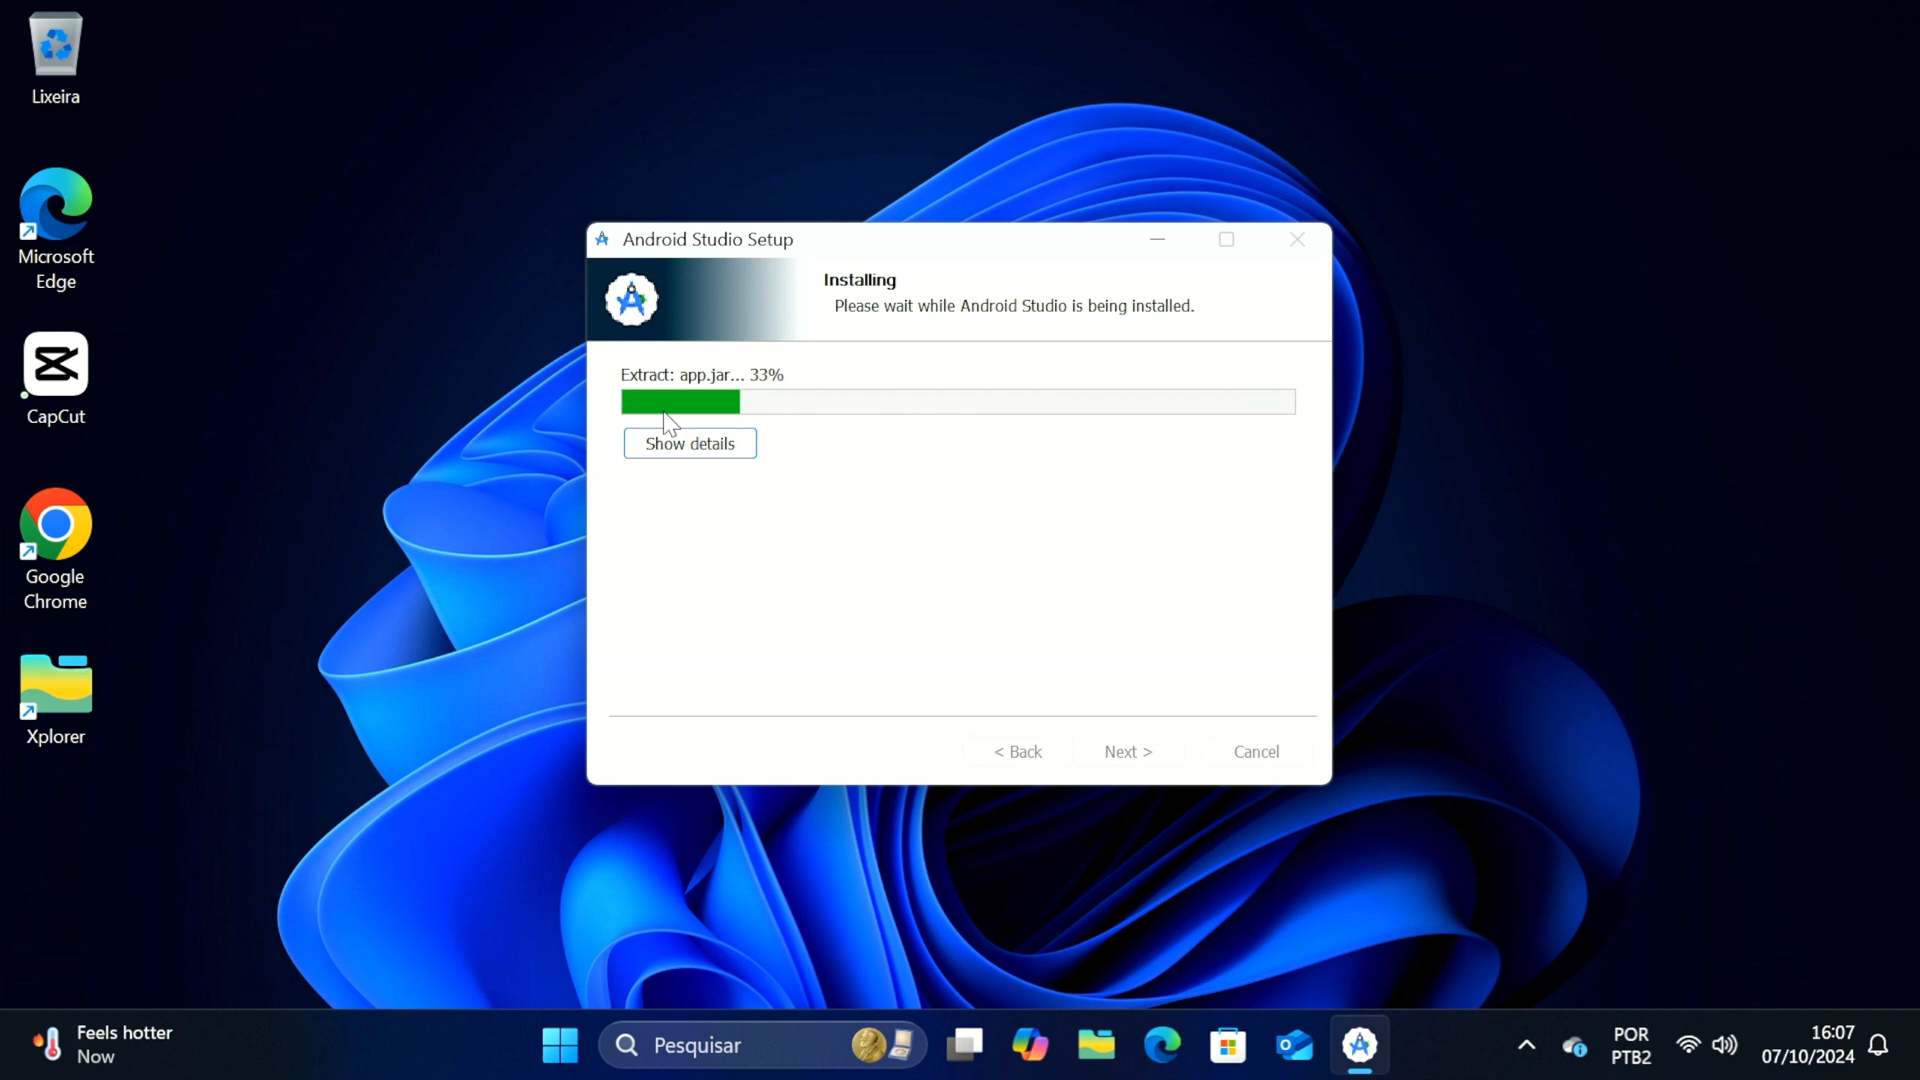 Lixeira
Microsoft
Edge
CapCut
Google
Chrome
Xplorer
Android Studio Setup
Installing
Please wait while Android Studio is being installed.
Extract: app.jar... 33%
Show details
< Back
Next >
Cancel
Feels hotter
Now
Pesquisar
POR
PTB2
16:07
07/10/2024